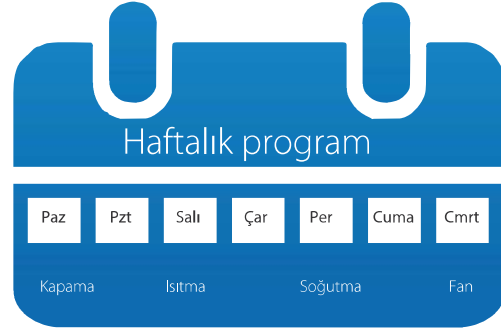 Haftalık program
Paz Pzt Salı Çar Per Cuma Cmrt
Kapama Isıtma Soğutma Fan